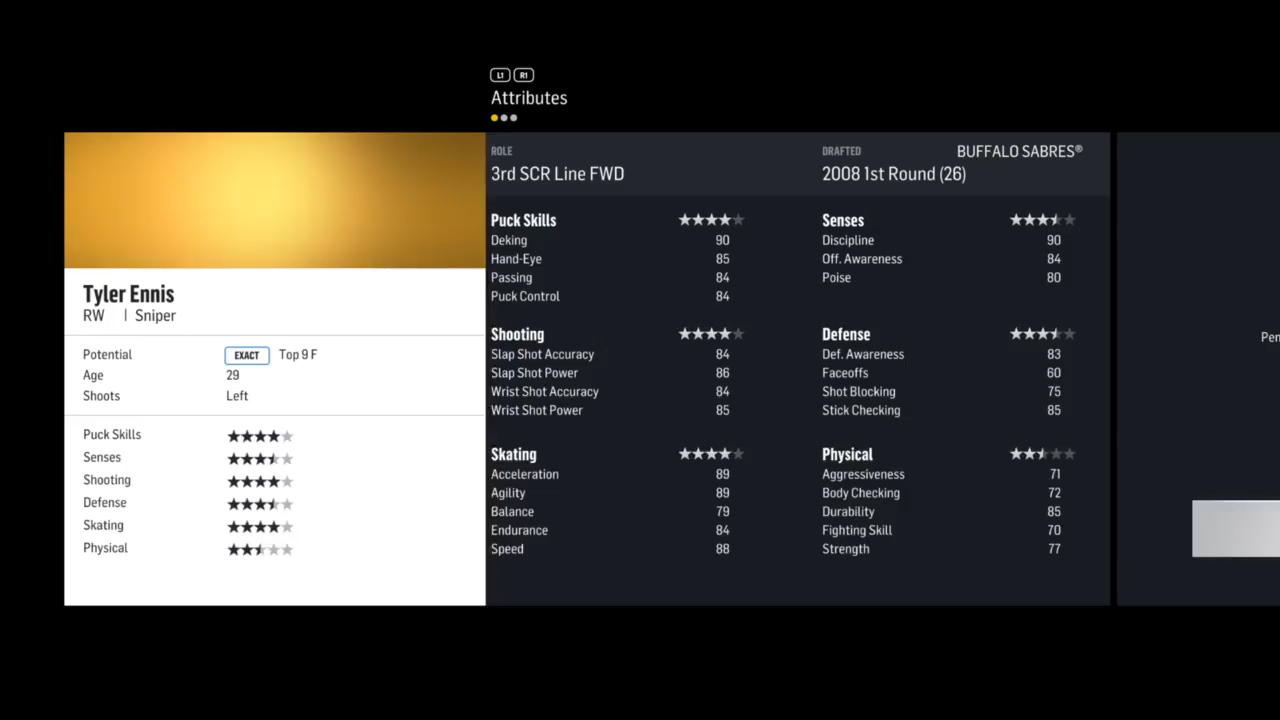 L1 R1
Attributes
ROLE
3rd SCR Line FWD
DRAFTED
BUFFALO SABRES®
2008 1st Round (26)
Tyler Ennis
RW | Sniper
Potential EXACT Top 9 F
Age 29
Shoots Left
Puck Skills
Senses
Shooting
Defense
Skating
Physical
Puck Skills
Deking 90
Hand-Eye 85
Passing 84
Puck Control 84
Senses
Discipline 90
Off. Awareness 84
Poise 80
Shooting
Slap Shot Accuracy 84
Slap Shot Power 86
Wrist Shot Accuracy 84
Wrist Shot Power 85
Defense
Def. Awareness 83
Faceoffs 60
Shot Blocking 75
Stick Checking 85
Skating
Acceleration 89
Agility 89
Balance 79
Endurance 84
Speed 88
Physical
Aggressiveness 71
Body Checking 72
Durability 85
Fighting Skill 70
Strength 77